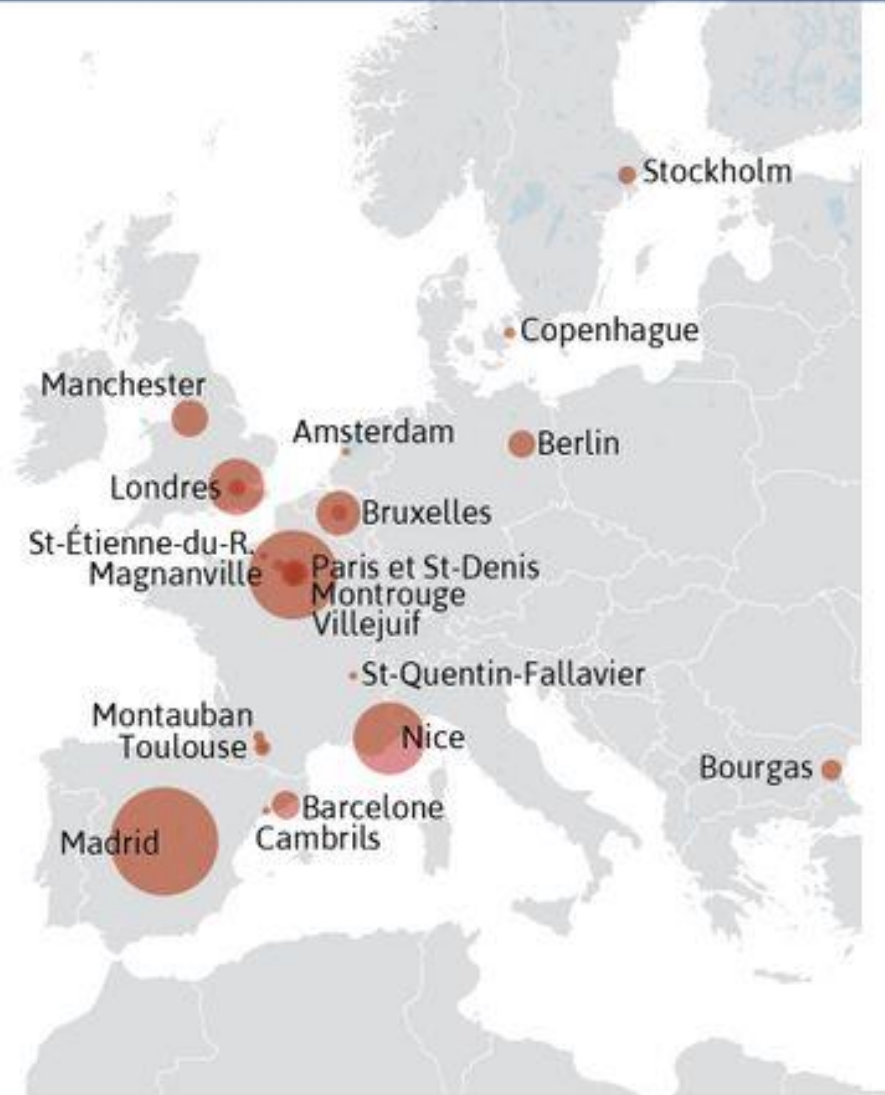 Stockholm
Copenhague
Manchester
Amsterdam
Berlin
Londres
Bruxelles
St-Étienne-du-R.
Magnanville
Paris et St-Denis
Montrouge
Villejuif
St-Quentin-Fallavier
Montauban
Toulouse
Nice
Bourgas
Barcelone
Cambrils
Madrid